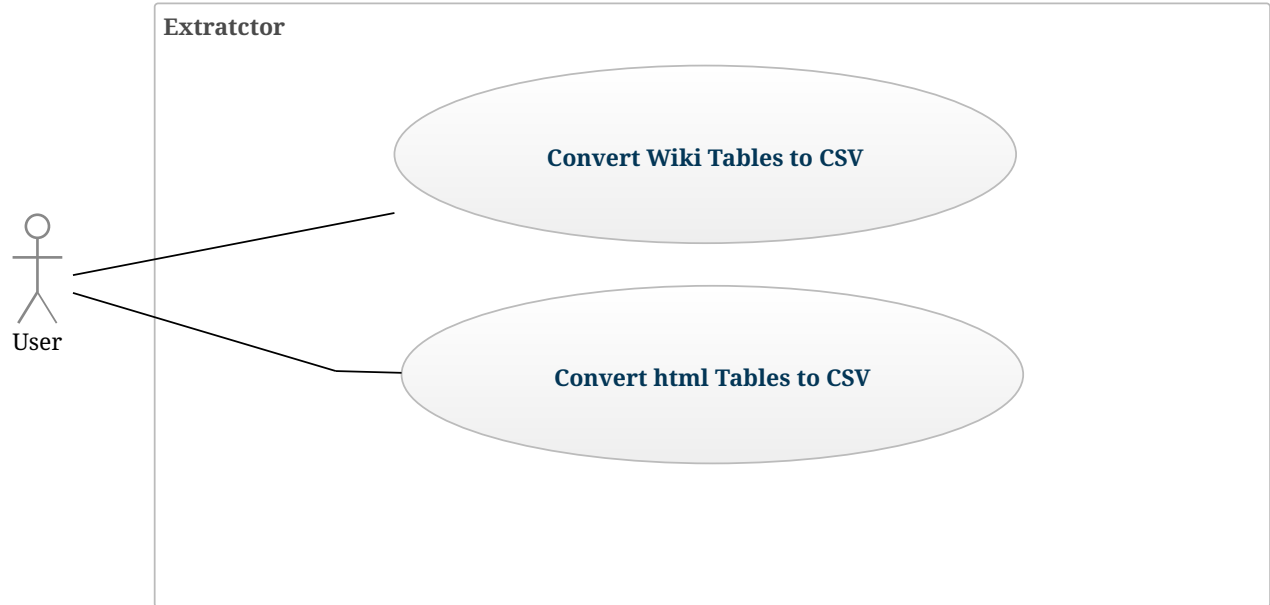 Extratctor
Convert Wiki Tables to CSV
User
Convert html Tables to CSV